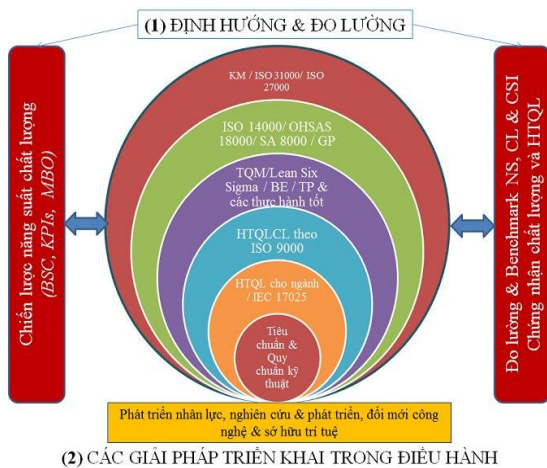 (1) ĐỊNH HƯỚNG & ĐO LƯỜNG
Chiến lược năng suất chất lượng
(BSC, KPIs, MBO)
KM / ISO 31000/ ISO
27000
ISO 14000/ OHSAS
18000/ SA 8000 / GP
TQM/Lean Six
Sigma / BE / TP &
các thực hành tốt
HTQLCL theo
ISO 9000
HTQL cho ngành
/ IEC 17025
Tiêu
chuẩn &
Quy
chuẩn kỹ
thuật
Đo lường & Benchmark NS, CL & CSI
Chứng nhận chất lượng và HTQL
Phát triển nhân lực, nghiên cứu & phát triển, đổi mới công
nghệ & sở hữu trí tuệ
(2) CÁC GIẢI PHÁP TRIỂN KHAI TRONG ĐIỀU HÀNH